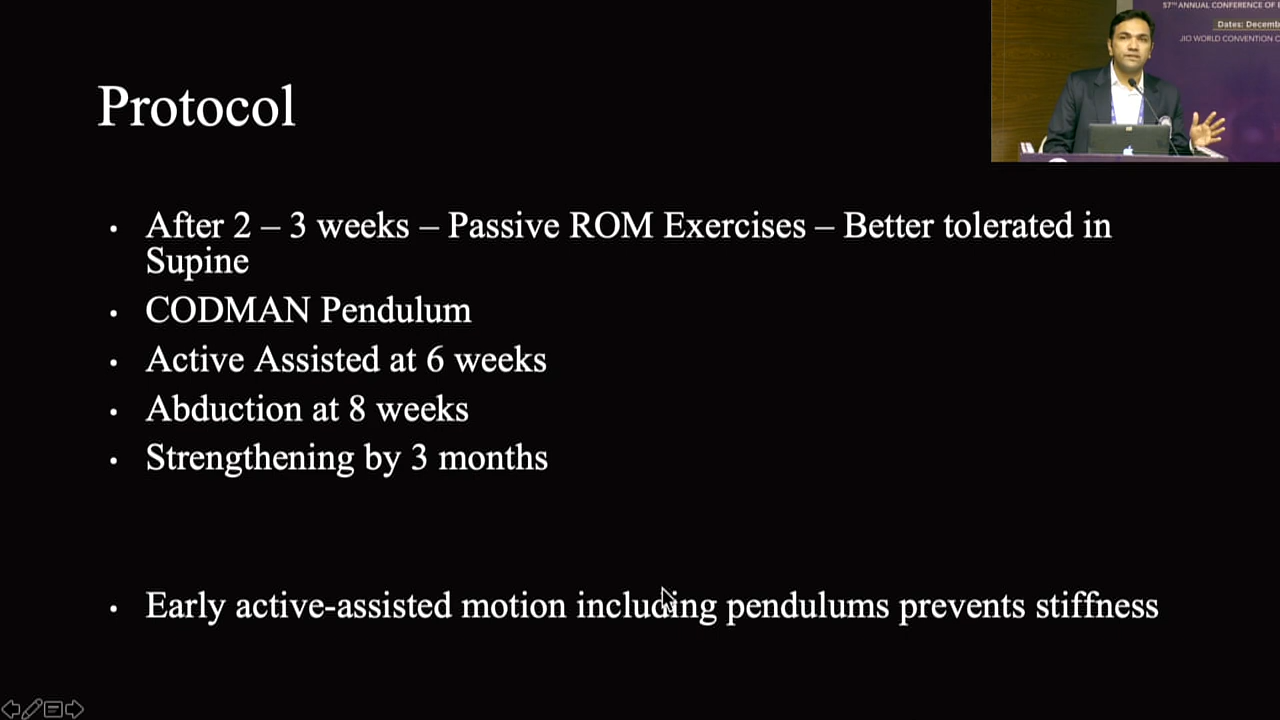 57TH ANNUAL CONFERENCE OF
Dates: Decemb
JIO WORLD CONVENTION C
Protocol
• After 2 – 3 weeks – Passive ROM Exercises – Better tolerated in
Supine
• CODMAN Pendulum
• Active Assisted at 6 weeks
• Abduction at 8 weeks
• Strengthening by 3 months
• Early active-assisted motion including pendulums prevents stiffness